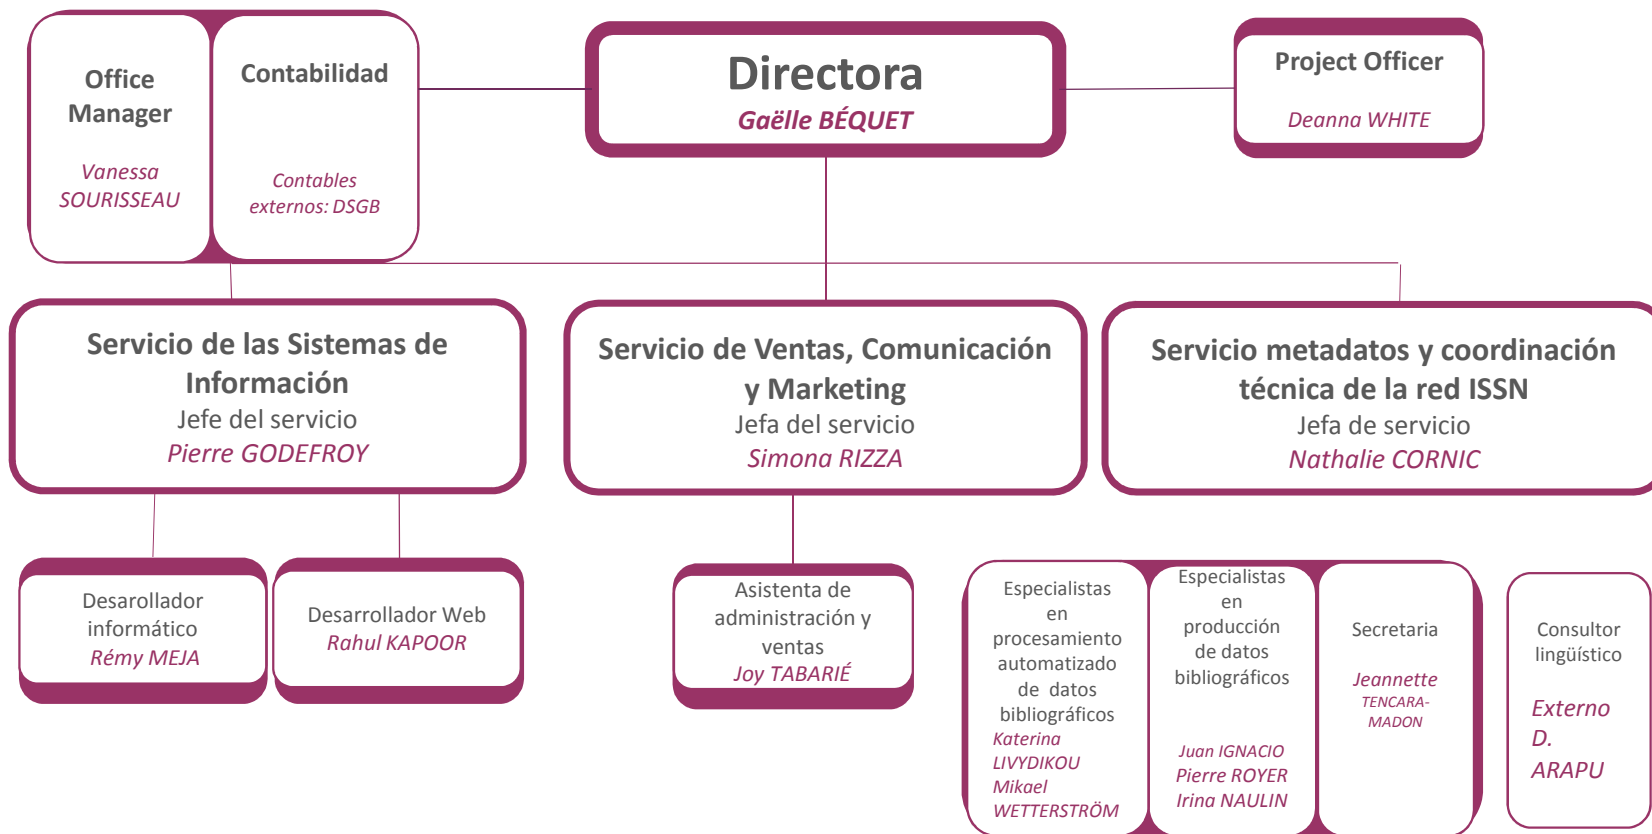 Office
Manager
Vanessa
SOURISSEAU
Contabilidad
Contables
externos: DSGB
Directora
Gaëlle BÉQUET
Project Officer
Deanna WHITE
Servicio de las Sistemas de
Información
Jefe del servicio
Pierre GODEFROY
Servicio de Ventas, Comunicación
y Marketing
Jefa del servicio
Simona RIZZA
Servicio metadatos y coordinación
técnica de la red ISSN
Jefa de servicio
Nathalie CORNIC
Desarollador
informático
Rémy MEJA
Desarrollador Web
Rahul KAPOOR
Asistenta de
administración y
ventas
Joy TABARIÉ
Especialistas
en
procesamiento
automatizado
de datos
bibliográficos
Katerina
LIVYDIKOU
Mikael
WETTERSTRÖM
Especialistas
en
producción
de datos
bibliográficos
Juan IGNACIO
Pierre ROYER
Irina NAULIN
Secretaria
Jeannette
TENCARA-
MADON
Consultor
lingüístico
Externo
D.
ARAPU